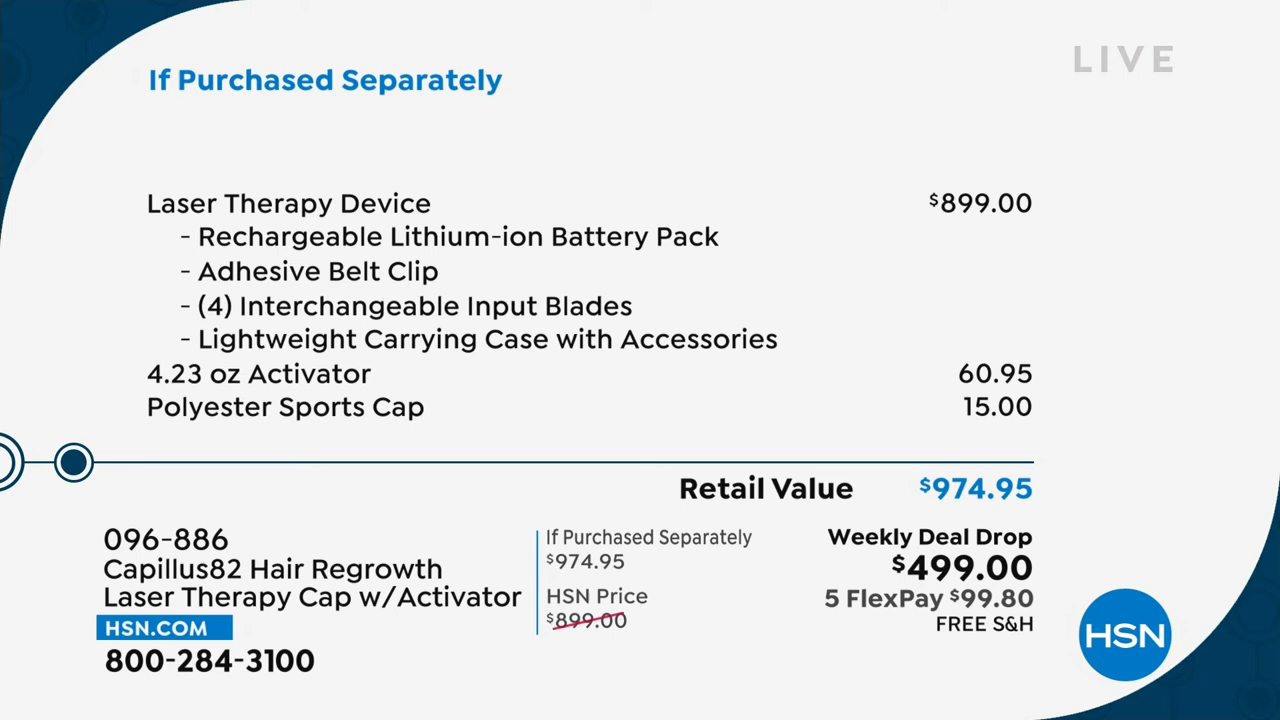 LIVE
If Purchased Separately
Laser Therapy Device $899.00
- Rechargeable Lithium-ion Battery Pack
- Adhesive Belt Clip
- (4) Interchangeable Input Blades
- Lightweight Carrying Case with Accessories
4.23 oz Activator 60.95
Polyester Sports Cap 15.00
Retail Value $974.95
096-886
Capillus82 Hair Regrowth
Laser Therapy Cap w/Activator
HSN.COM
800-284-3100
If Purchased Separately
$974.95
HSN Price
$899.00
Weekly Deal Drop
$499.00
5 FlexPay $99.80
FREE S&H
HSN